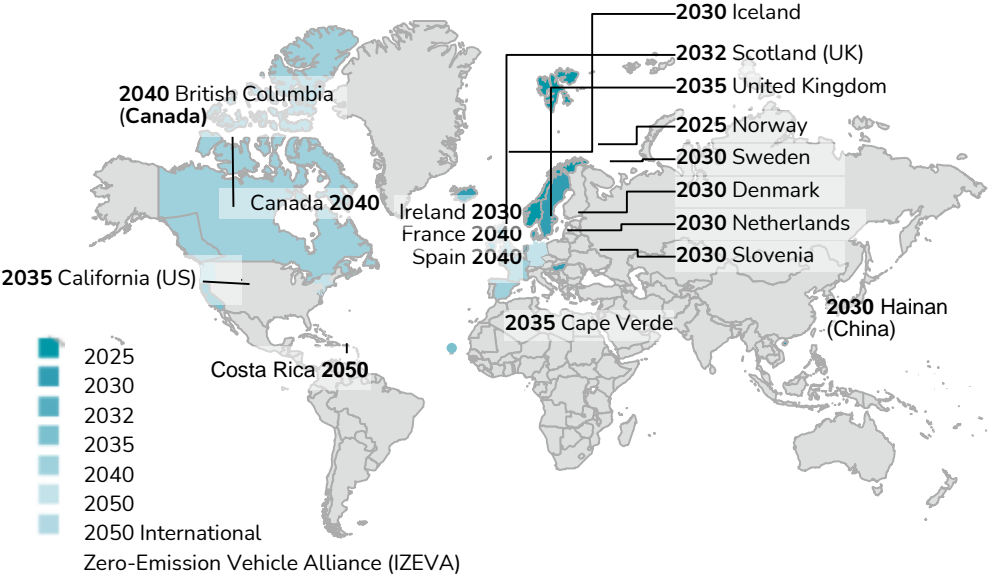 2030 Iceland
2032 Scotland (UK)
2035 United Kingdom
2040 British Columbia
(Canada)
2025 Norway
2030 Sweden
2030 Denmark
Canada 2040
Ireland 2030
2030 Netherlands
France 2040
2030 Slovenia
Spain 2040
2035 California (US)
2030 Hainan
(China)
2035 Cape Verde
Costa Rica 2050
2025
2030
2032
2035
2040
2050
2050 International
Zero-Emission Vehicle Alliance (IZEVA)